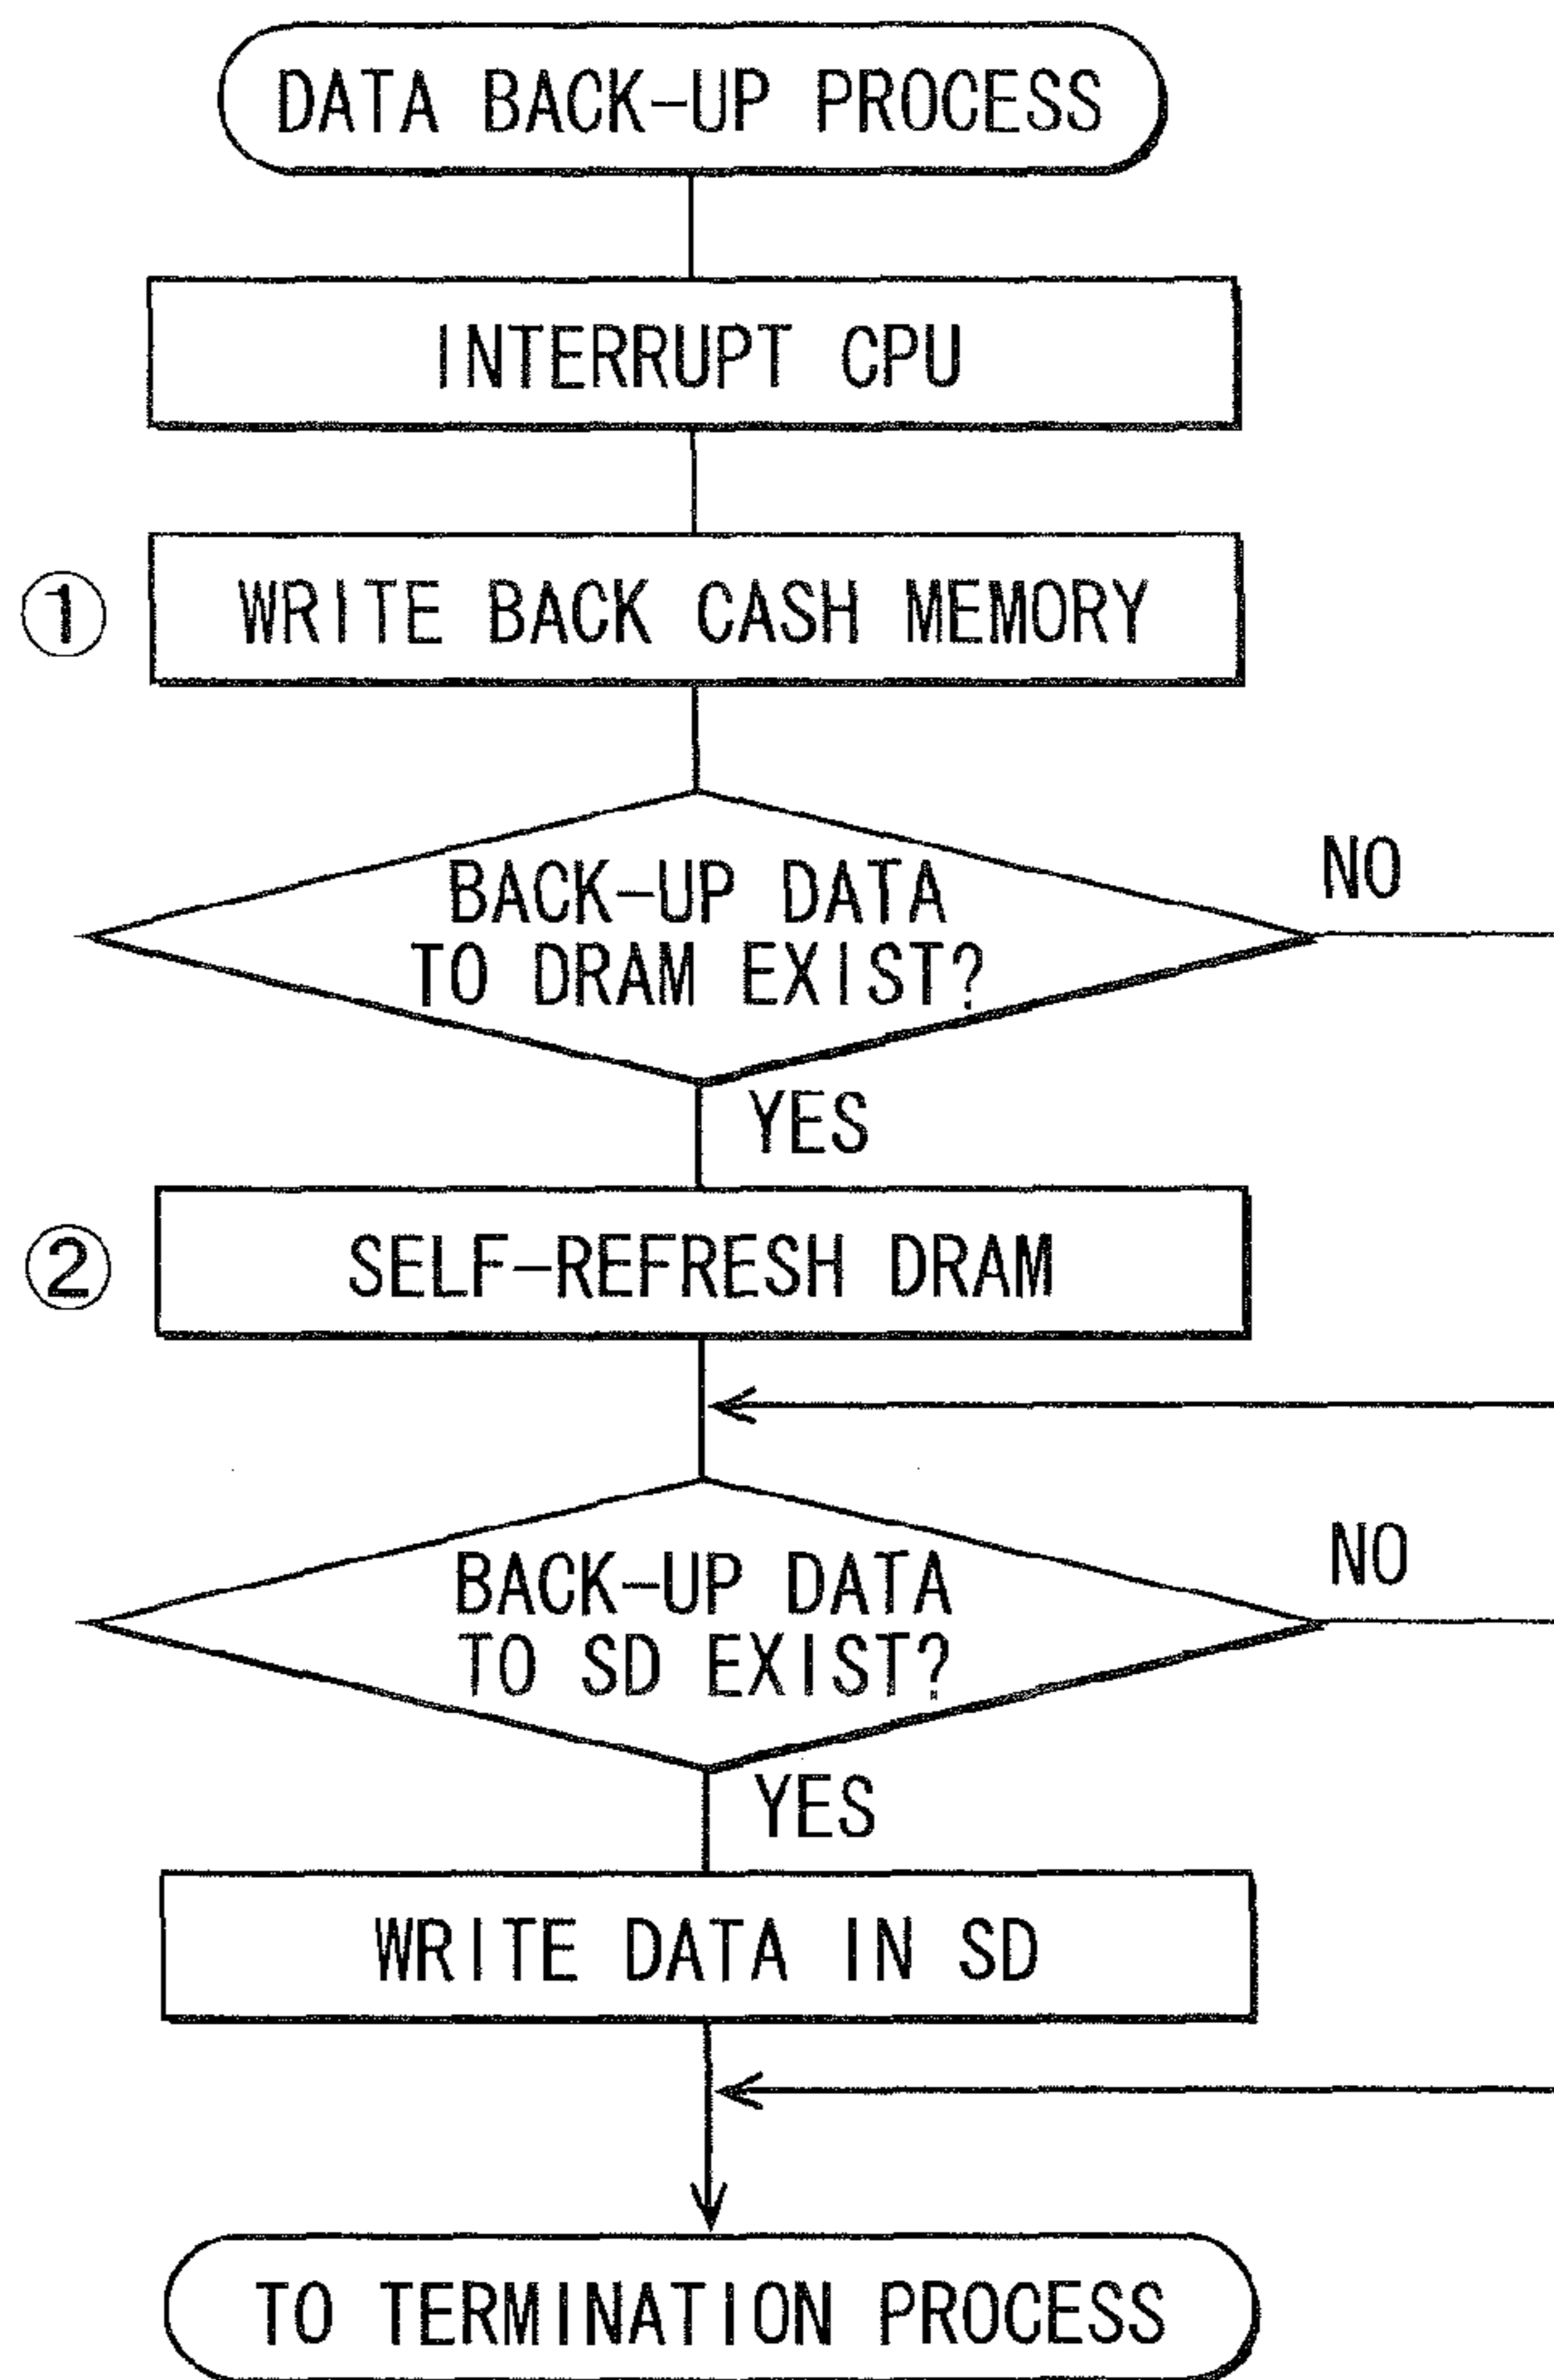 DATA BACK-UP PROCESS
INTERRUPT CPU
① WRITE BACK CASH MEMORY
BACK-UP DATA
TO DRAM EXIST?
NO
YES
② SELF-REFRESH DRAM
BACK-UP DATA
TO SD EXIST?
NO
YES
WRITE DATA IN SD
TO TERMINATION PROCESS